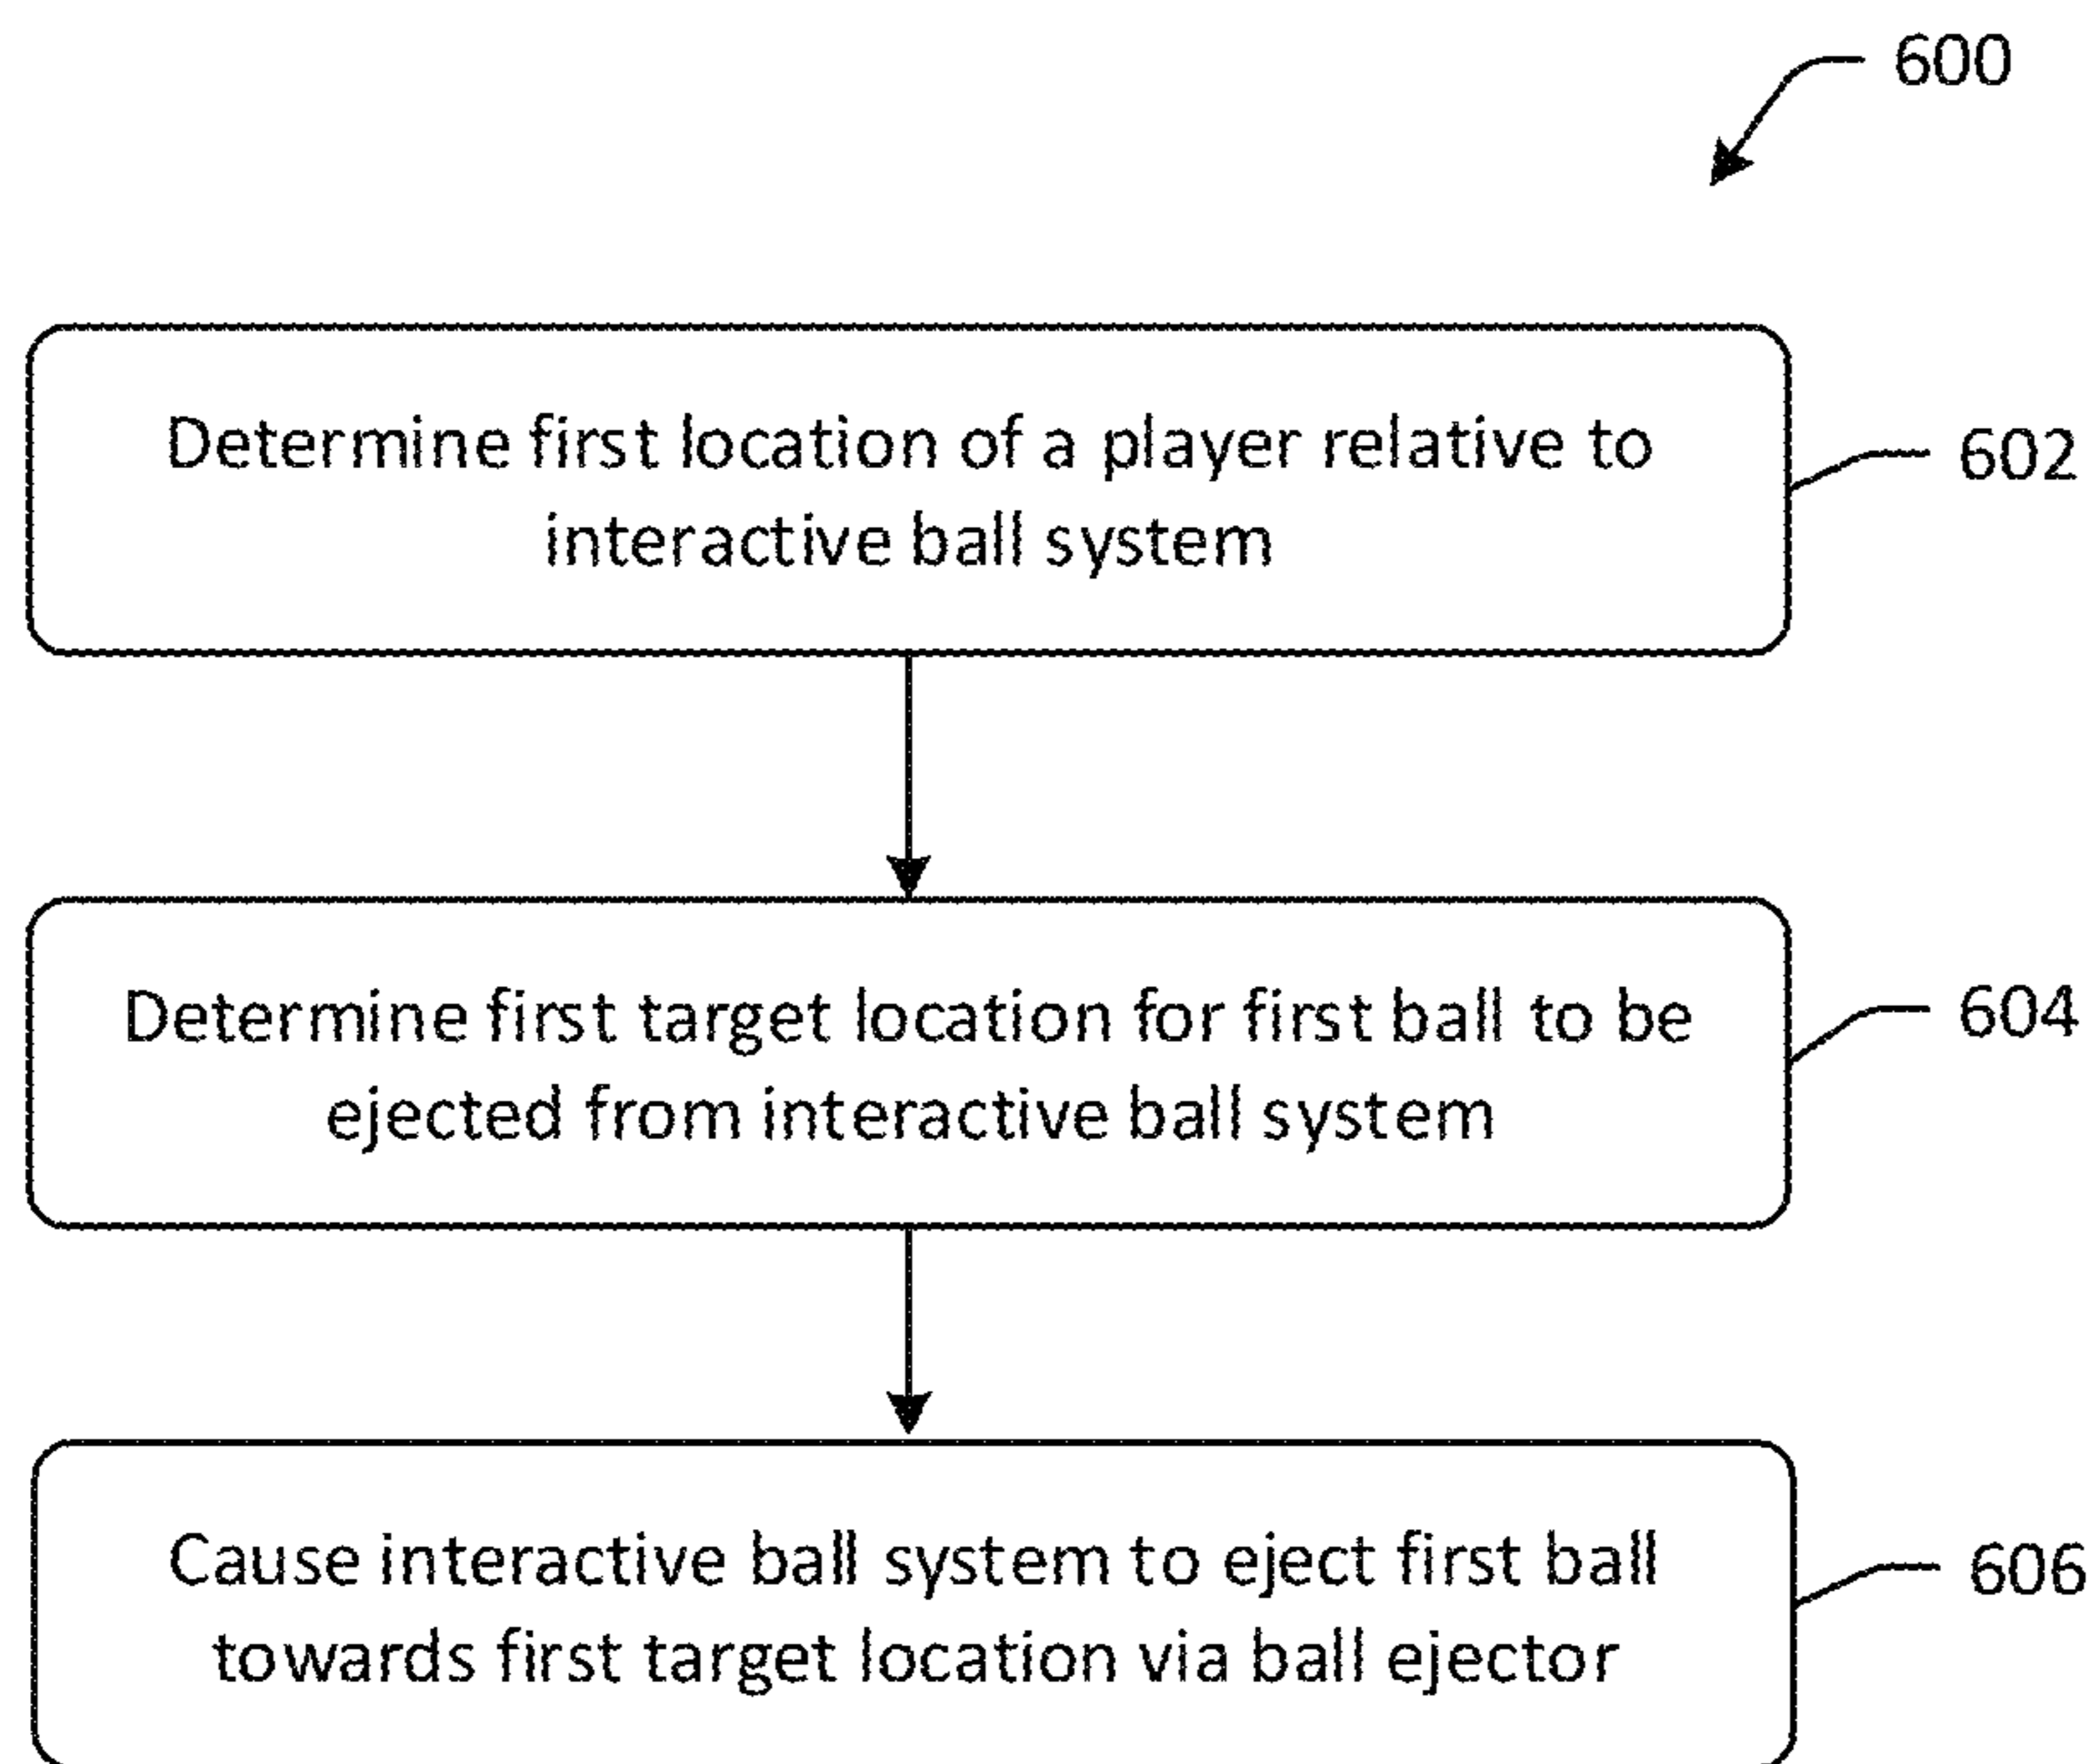 600
Determine first location of a player relative to
interactive ball system
602
Determine first target location for first ball to be
ejected from interactive ball system
604
Cause interactive ball system to eject first ball
towards first target location via ball ejector
606